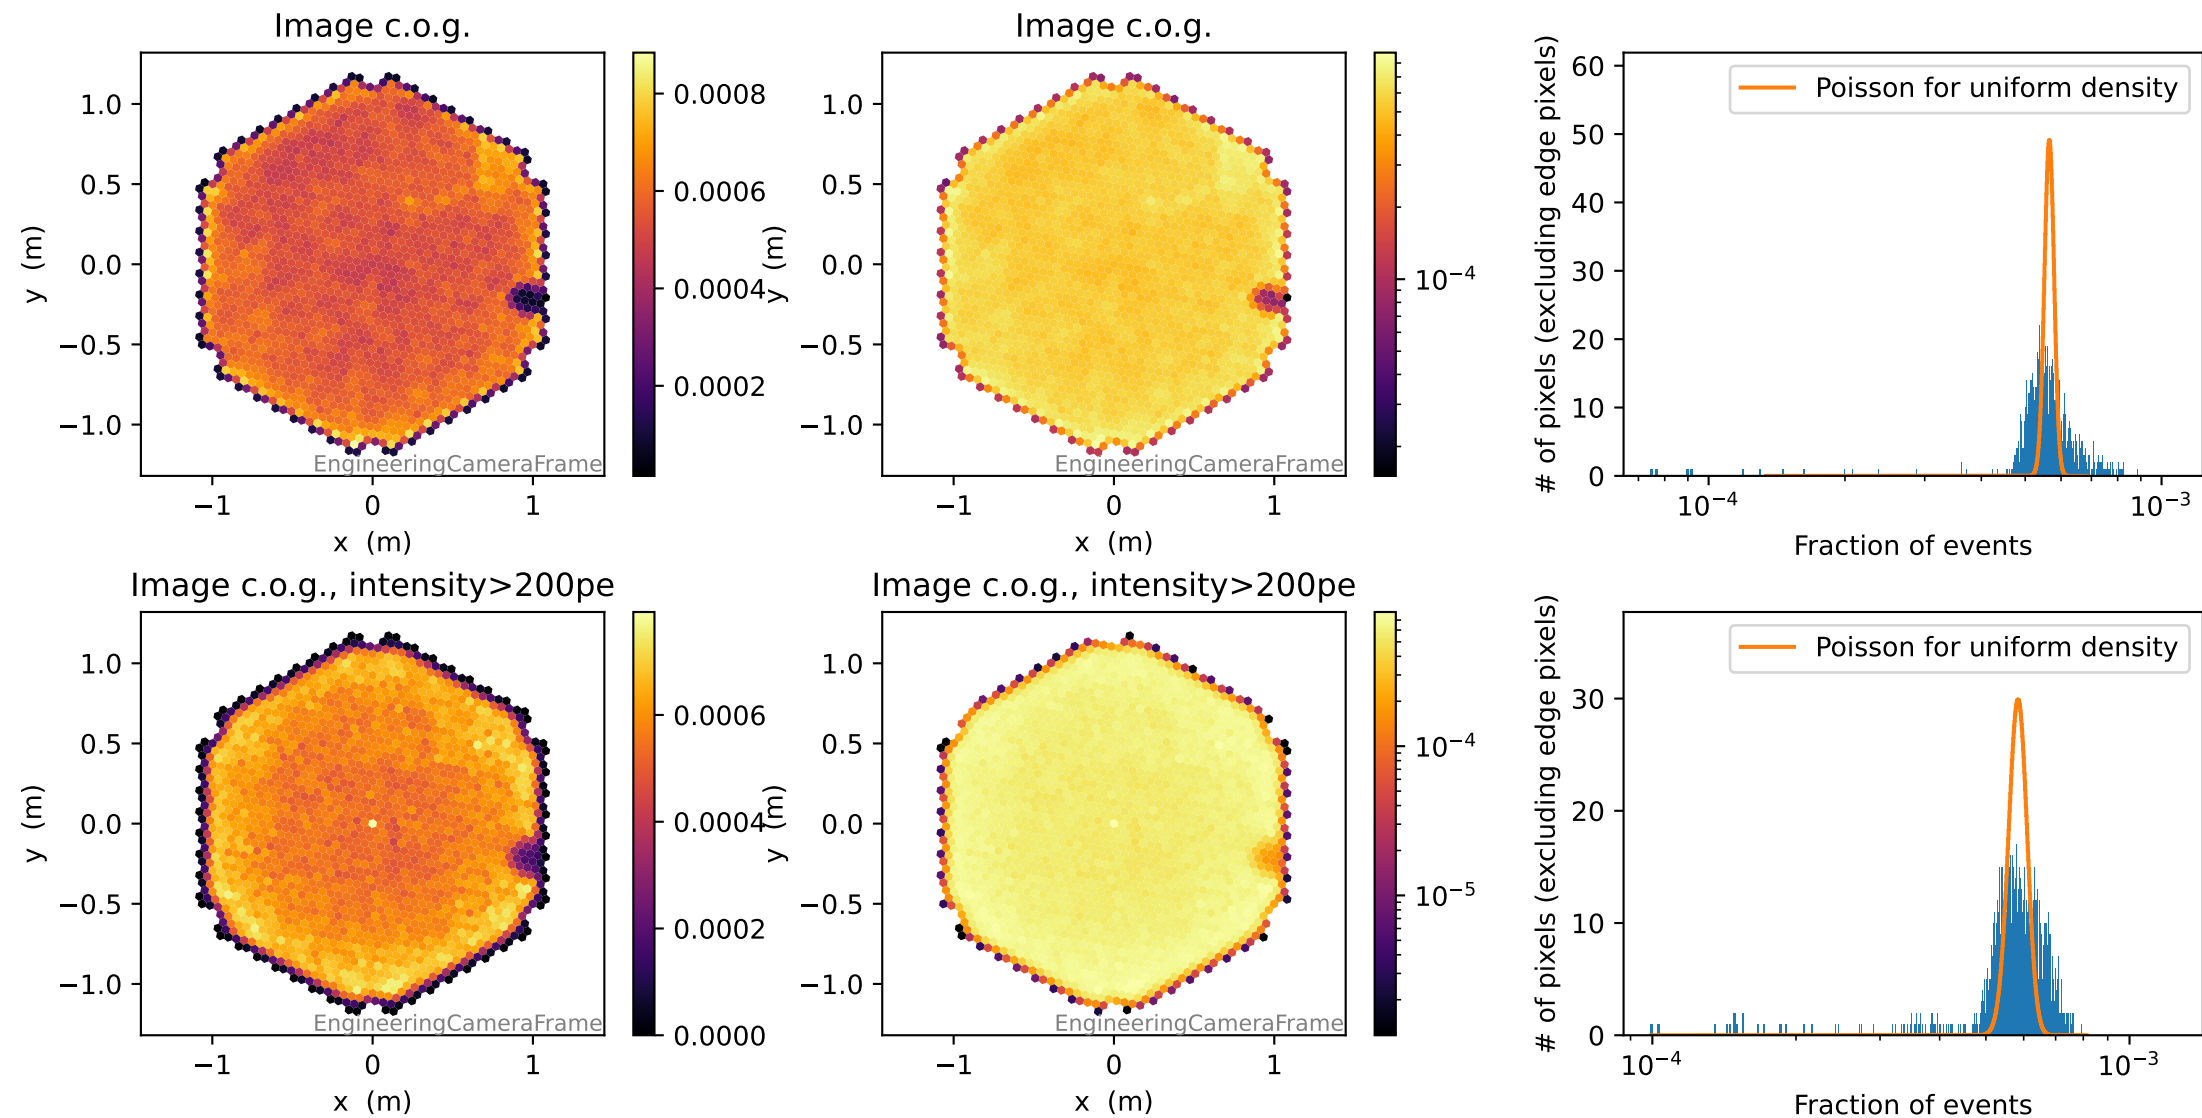 Image c.o.g.
1.0
0.5
0.0
−0.5
−1.0
y (m)
−1
0
1
x (m)
EngineeringCameraFrame
0.0008
0.0006
0.0004
0.0002
Image c.o.g.
1.0
0.5
0.0
−0.5
−1.0
y (m)
−1
0
1
x (m)
EngineeringCameraFrame
10⁻⁴
# of pixels (excluding edge pixels)
60
50
40
30
20
10
0
Poisson for uniform density
10⁻⁴
10⁻³
Fraction of events
Image c.o.g., intensity>200pe
1.0
0.5
0.0
−0.5
−1.0
y (m)
−1
0
1
x (m)
EngineeringCameraFrame
0.0006
0.0004
0.0002
0.0000
Image c.o.g., intensity>200pe
1.0
0.5
0.0
−0.5
−1.0
y (m)
−1
0
1
x (m)
EngineeringCameraFrame
10⁻⁴
10⁻⁵
# of pixels (excluding edge pixels)
30
20
10
0
Poisson for uniform density
10⁻⁴
10⁻³
Fraction of events